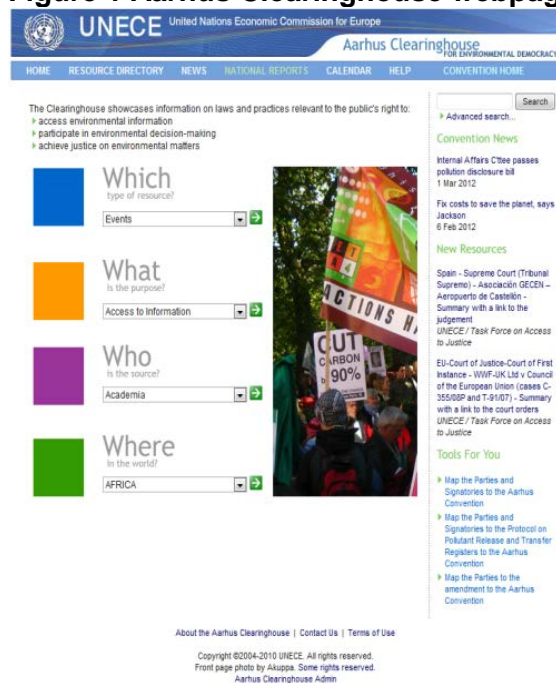 Figure 1 Aarhus Clearinghouse webpag
UNECE United Nations Economic Commission for Europe
Aarhus Clearinghouse
FOR ENVIRONMENTAL DEMOCRACY
HOME RESOURCE DIRECTORY NEWS NATIONAL REPORTS CALENDAR HELP CONVENTION HOME
The Clearinghouse showcases information on laws and practices relevant to the public's right to:
access environmental information
participate in environmental decision-making
achieve justice on environmental matters
Which
type of resource?
Events
What
is the purpose?
Access to Information
Who
is the source?
Academia
Where
in the world?
AFRICA
ACTIONS
CUT
CARBON
90%
Search
Advanced search...
Convention News
Internal Affairs C'ttee passes
pollution disclosure bill
1 Mar 2012
Fix costs to save the planet, says
Jackson
6 Feb 2012
New Resources
Spain - Supreme Court (Tribunal
Supremo) - Asociación GECEN –
Aeropuerto de Castellón -
Summary with a link to the
judgement
UNECE / Task Force on Access
to Justice
EU-Court of Justice-Court of First
Instance - WWF-UK Ltd v Council
of the European Union (cases C-
355/08P and T-91/07) - Summary
with a link to the court orders
UNECE / Task Force on Access
to Justice
Tools For You
Map the Parties and
Signatories to the Aarhus
Convention
Map the Parties and
Signatories to the Protocol on
Pollutant Release and Transfer
Registers to the Aarhus
Convention
Map the Parties to the
amendment to the Aarhus
Convention
About the Aarhus Clearinghouse | Contact Us | Terms of Use
Copyright ©2004-2010 UNECE. All rights reserved.
Front page photo by Akuppa. Some rights reserved.
Aarhus Clearinghouse Admin